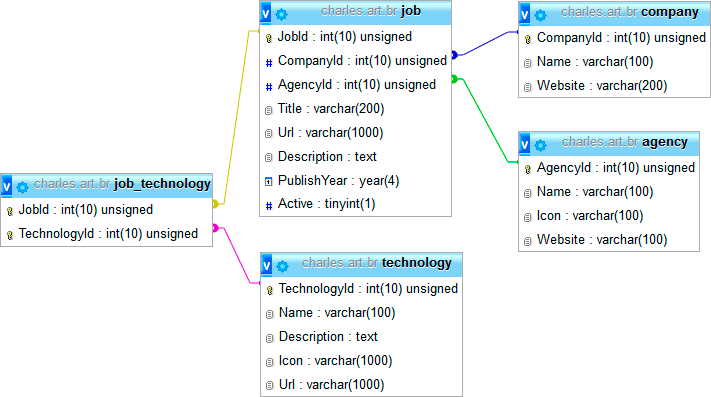 charles.art.br job
JobId : int(10) unsigned
CompanyId : int(10) unsigned
AgencyId : int(10) unsigned
Title : varchar(200)
Url : varchar(1000)
Description : text
PublishYear : year(4)
Active : tinyint(1)
charles.art.br company
CompanyId : int(10) unsigned
Name : varchar(100)
Website : varchar(200)
charles.art.br agency
AgencyId : int(10) unsigned
Name : varchar(100)
Icon : varchar(100)
Website : varchar(100)
charles.art.br job_technology
JobId : int(10) unsigned
TechnologyId : int(10) unsigned
charles.art.br technology
TechnologyId : int(10) unsigned
Name : varchar(100)
Description : text
Icon : varchar(1000)
Url : varchar(1000)